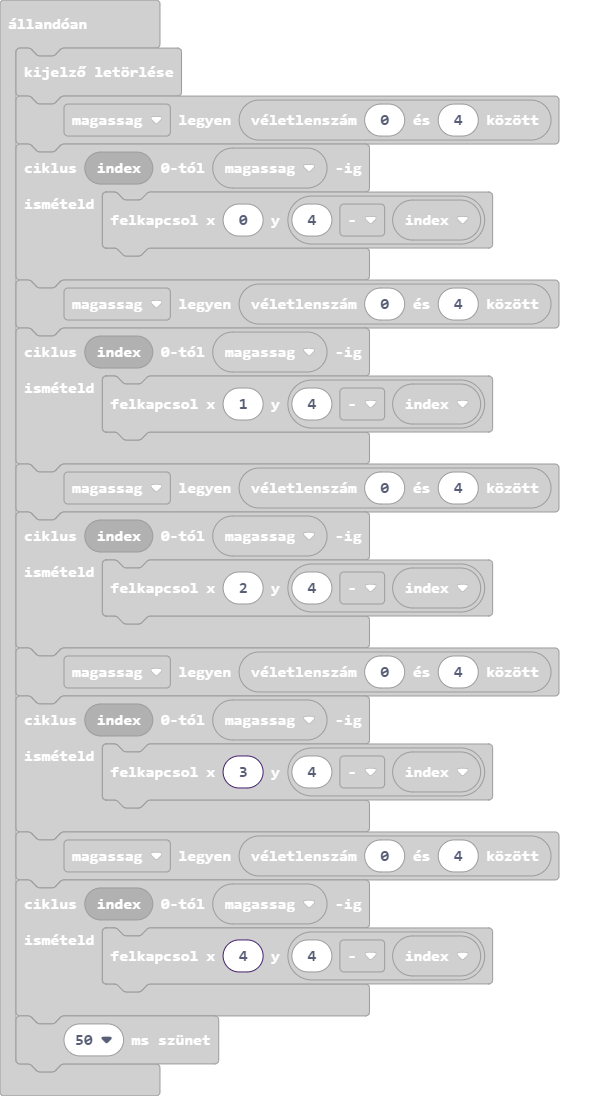 állandóan
kijelző letörlése
magassag legyen véletlenszám 0 és 4 között
ciklus index 0-tól magassag -ig
ismételd felkapcsol x 0 y 4 - index
magassag legyen véletlenszám 0 és 4 között
ciklus index 0-tól magassag -ig
ismételd felkapcsol x 1 y 4 - index
magassag legyen véletlenszám 0 és 4 között
ciklus index 0-tól magassag -ig
ismételd felkapcsol x 2 y 4 - index
magassag legyen véletlenszám 0 és 4 között
ciklus index 0-tól magassag -ig
ismételd felkapcsol x 3 y 4 - index
magassag legyen véletlenszám 0 és 4 között
ciklus index 0-tól magassag -ig
ismételd felkapcsol x 4 y 4 - index
50 ms szünet